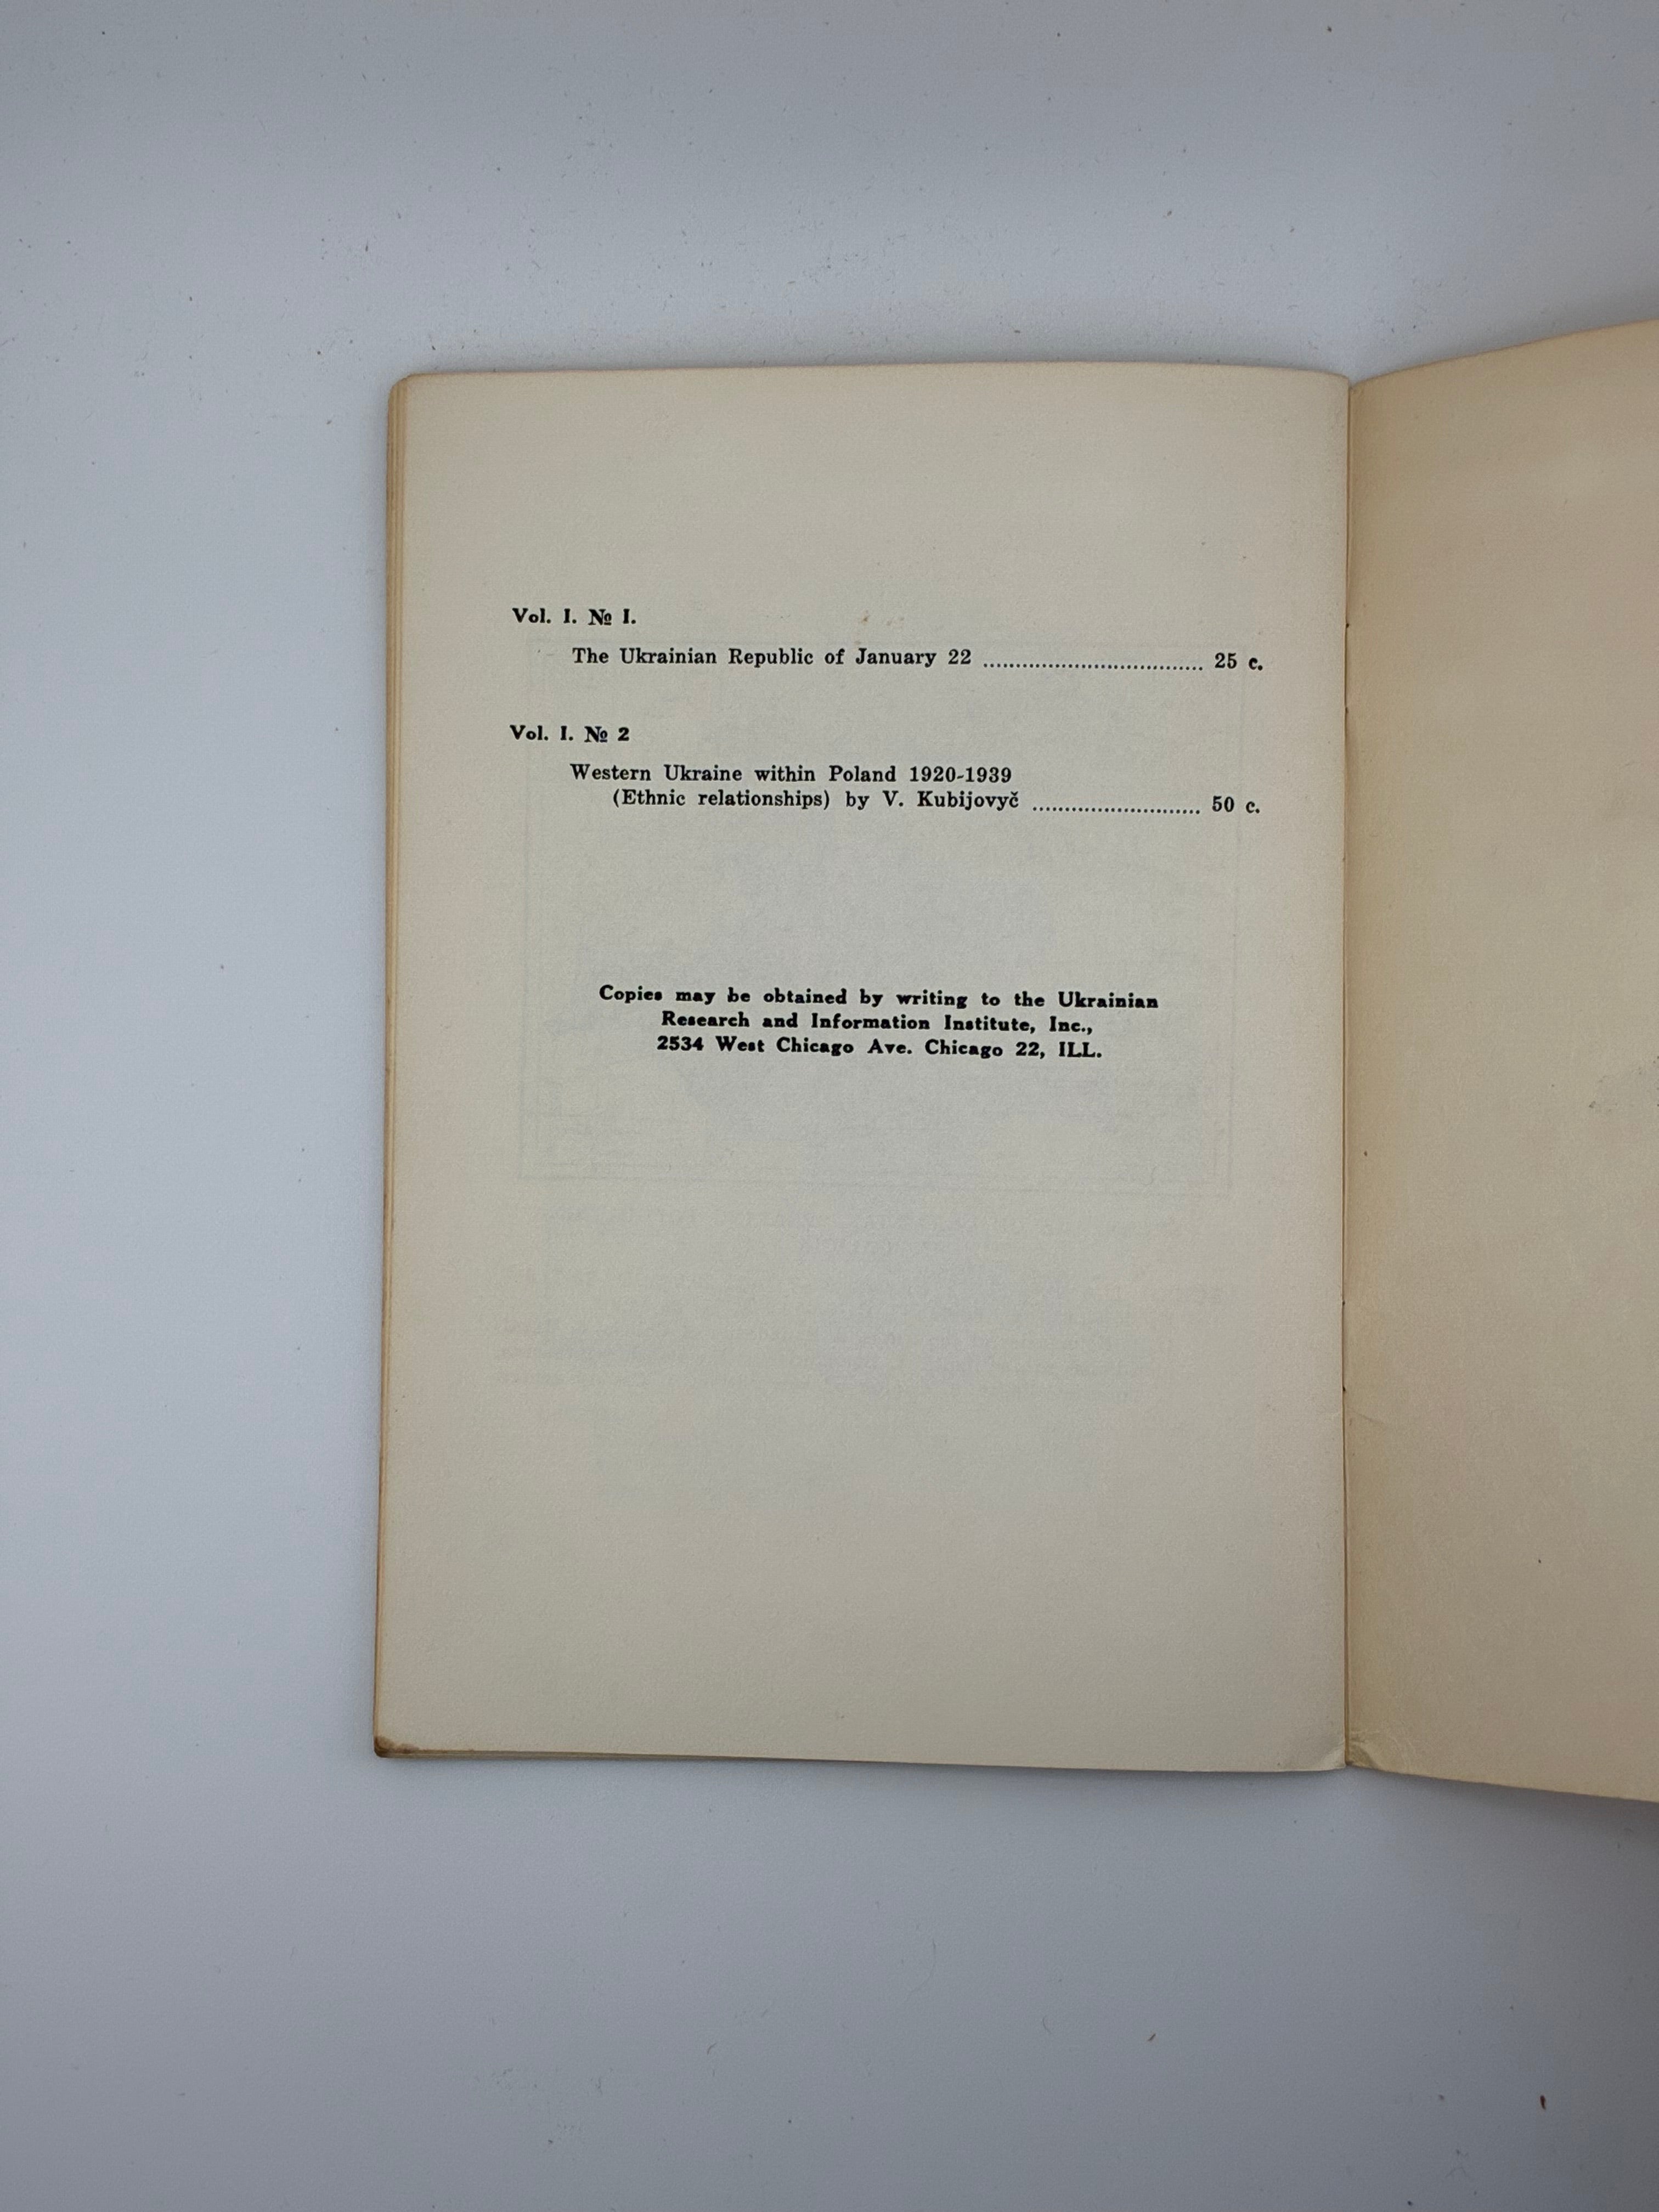 Vol. I. № I.
The Ukrainian Republic of January 22 .................................. 25 c.
Vol. I. № 2
Western Ukraine within Poland 1920-1939
(Ethnic relationships) by V. Kubijovyč .......................... 50 c.
Copies may be obtained by writing to the Ukrainian
Research and Information Institute, Inc.,
2534 West Chicago Ave. Chicago 22, ILL.